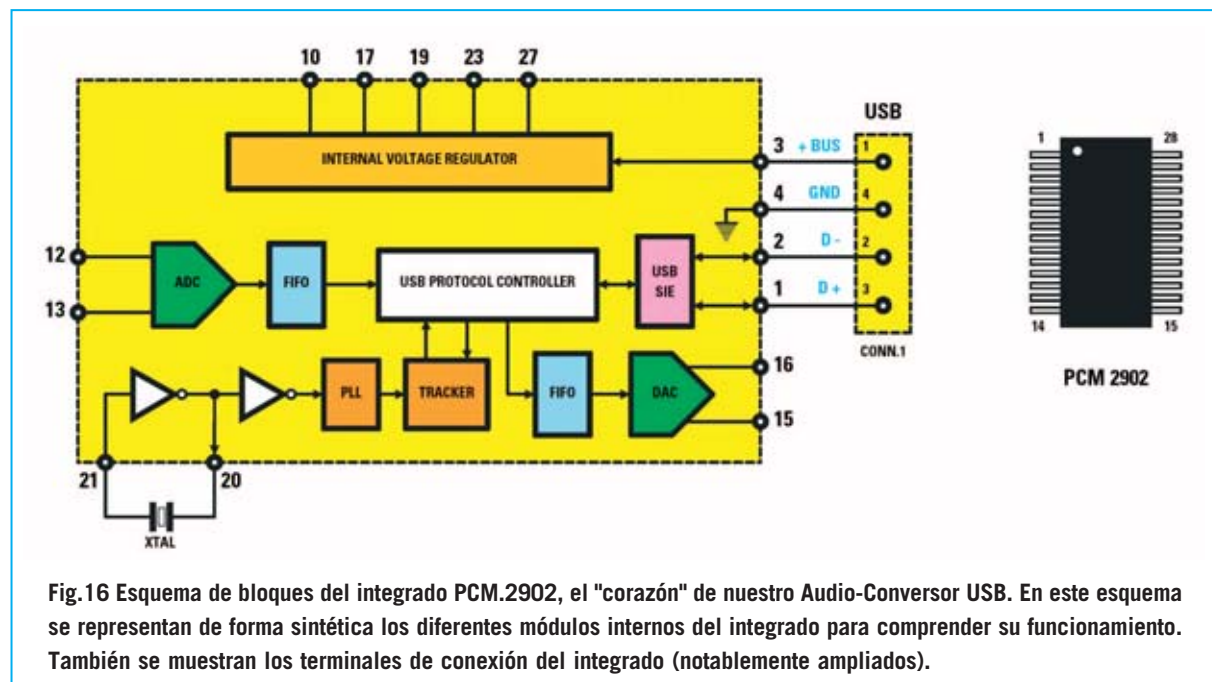 10 17 19 23 27
USB
INTERNAL VOLTAGE REGULATOR
3 + BUS 1
4 GND 4
2 D - 2
1 D + 3
CONN.1
12
13
ADC
FIFO
USB PROTOCOL CONTROLLER
USB
SIE
PLL
TRACKER
FIFO
DAC
16
15
21
20
XTAL
1 28
14 15
PCM 2902
Fig.16 Esquema de bloques del integrado PCM.2902, el "corazón" de nuestro Audio-Conversor USB. En este esquema
se representan de forma sintética los diferentes módulos internos del integrado para comprender su funcionamiento.
También se muestran los terminales de conexión del integrado (notablemente ampliados).